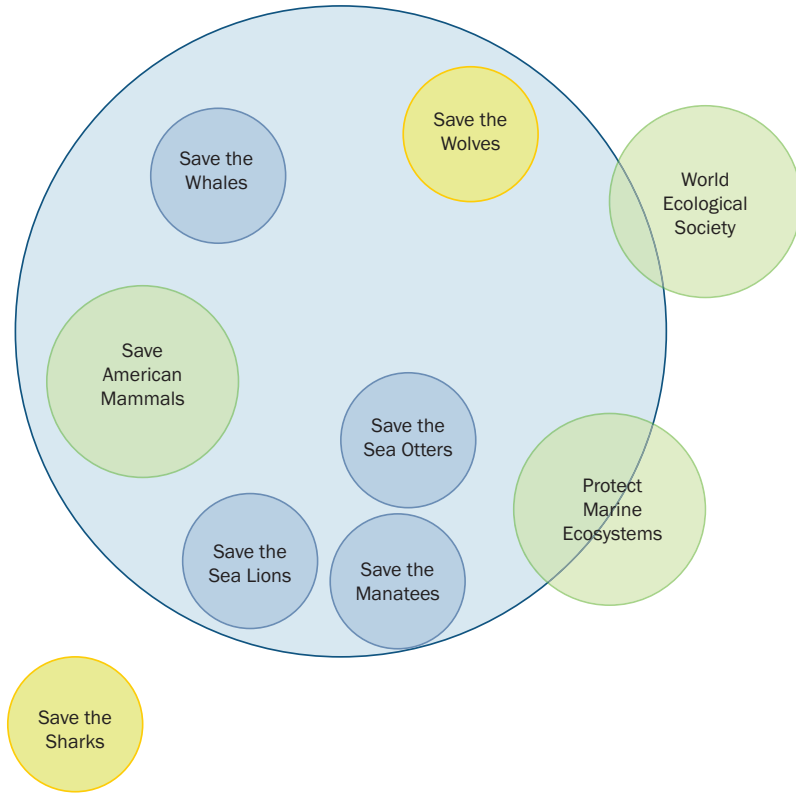 Save the
Wolves
Save the
Whales
World
Ecological
Society
Save
American
Mammals
Save the
Sea Otters
Protect
Marine
Ecosystems
Save the
Sea Lions
Save the
Manatees
Save the
Sharks